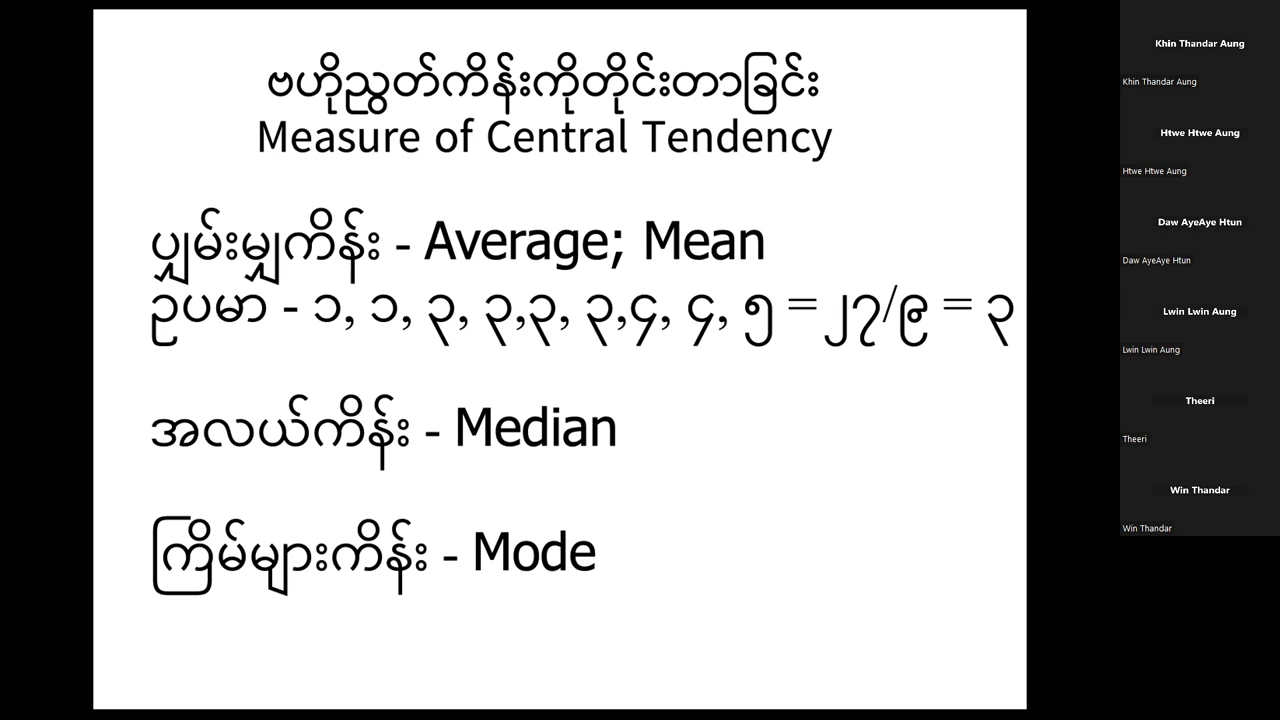 ဗဟိုညွှတ်ကိန်းကိုတိုင်းတာခြင်း
Measure of Central Tendency
ပျှမ်းမျှကိန်း - Average; Mean
ဥပမာ - ၁, ၁, ၃, ၃,၃, ၃,၄, ၄, ၅ =၂၇/၉ = ၃
အလယ်ကိန်း - Median
ကြိမ်များကိန်း - Mode
Khin Thandar Aung
Khin Thandar Aung
Htwe Htwe Aung
Htwe Htwe Aung
Daw AyeAye Htun
Daw AyeAye Htun
Lwin Lwin Aung
Lwin Lwin Aung
Theeri
Theeri
Win Thandar
Win Thandar